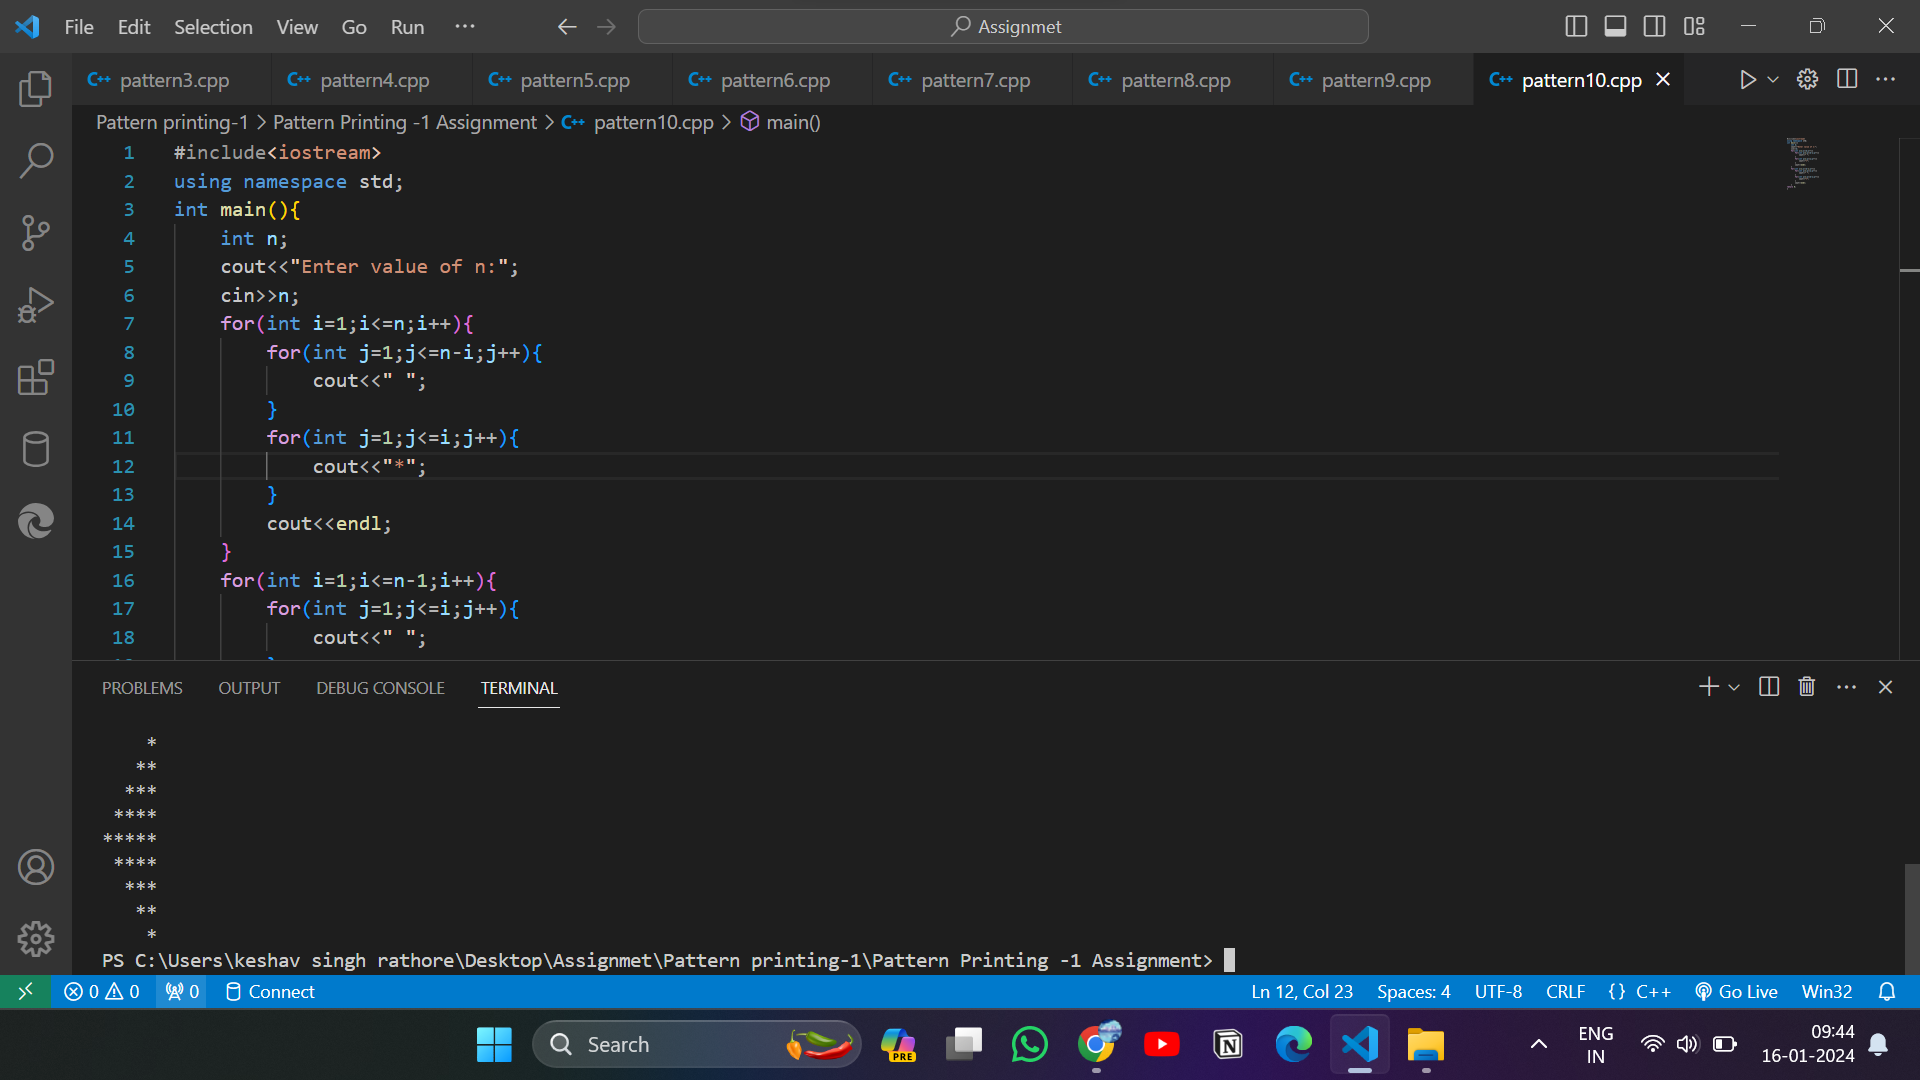 File Edit Selection View Go Run ··· Assignmet
pattern3.cpp pattern4.cpp pattern5.cpp pattern6.cpp pattern7.cpp pattern8.cpp pattern9.cpp pattern10.cpp
Pattern printing-1 > Pattern Printing -1 Assignment > pattern10.cpp > main()
1 #include<iostream>
2 using namespace std;
3 int main(){
4 int n;
5 cout<<"Enter value of n:";
6 cin>>n;
7 for(int i=1;i<=n;i++){
8 for(int j=1;j<=n-i;j++){
9 cout<<" ";
10 }
11 for(int j=1;j<=i;j++){
12 cout<<"*";
13 }
14 cout<<endl;
15 }
16 for(int i=1;i<=n-1;i++){
17 for(int j=1;j<=i;j++){
18 cout<<" ";
PROBLEMS OUTPUT DEBUG CONSOLE TERMINAL
    *
   **
  ***
 ****
*****
 ****
  ***
   **
    *
PS C:\Users\keshav singh rathore\Desktop\Assignmet\Pattern printing-1\Pattern Printing -1 Assignment>
0 0 0 Connect Ln 12, Col 23 Spaces: 4 UTF-8 CRLF {} C++ Go Live Win32
Search PRE ENG 09:44
IN 16-01-2024